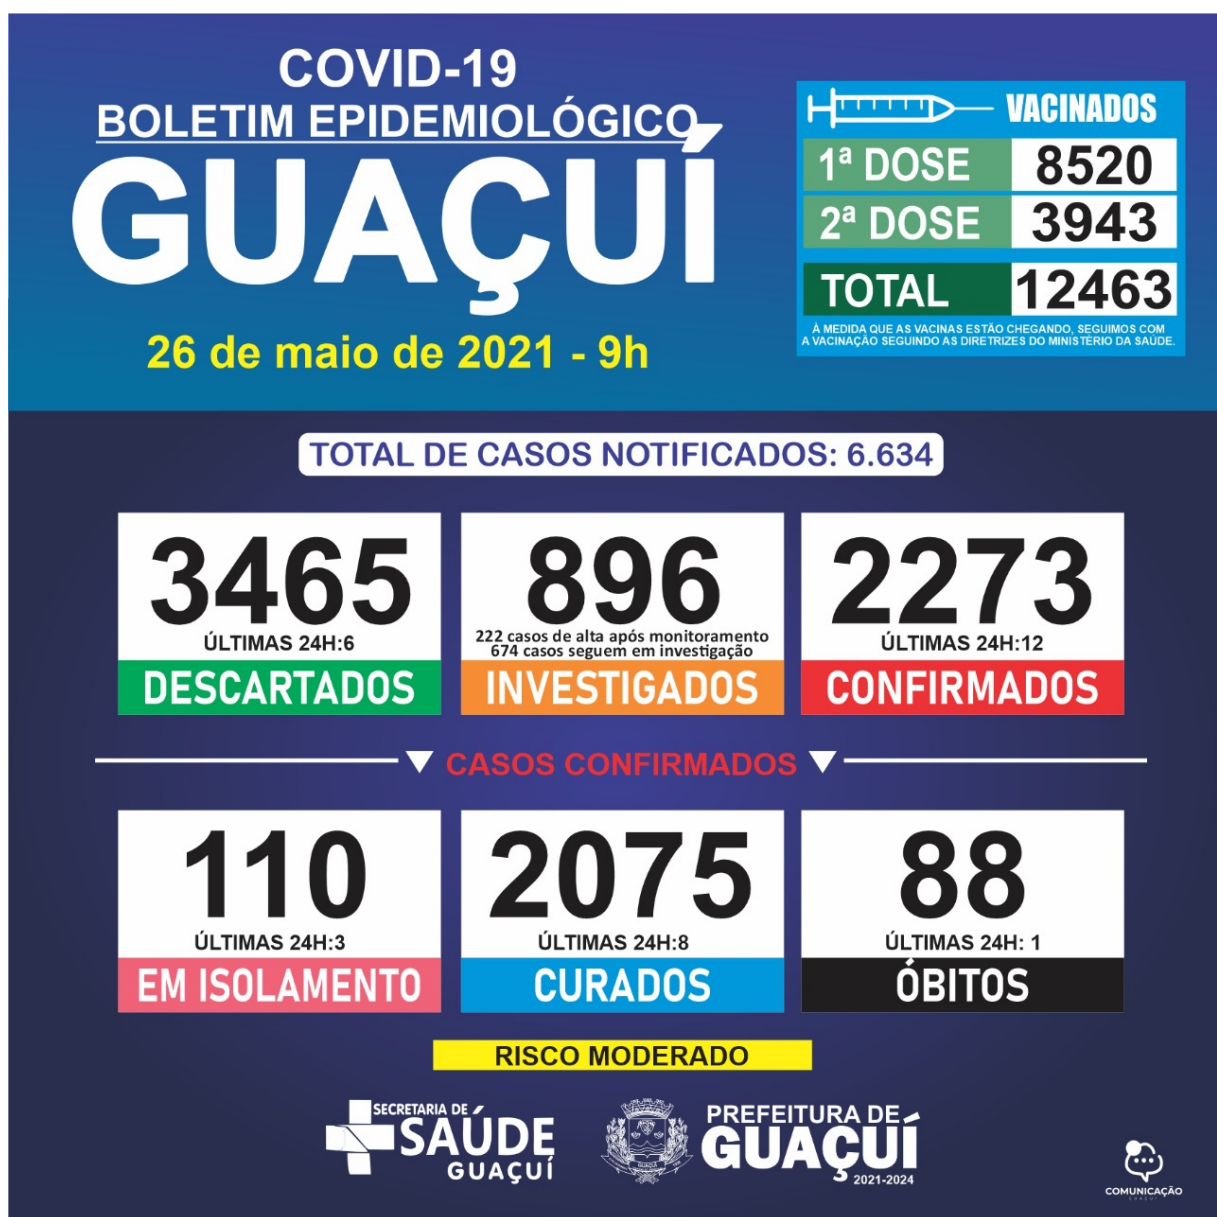 COVID-19
BOLETIM EPIDEMIOLÓGICO
GUAÇUÍ
26 de maio de 2021 - 9h
VACINADOS
1ª DOSE 8520
2ª DOSE 3943
TOTAL 12463
À MEDIDA QUE AS VACINAS ESTÃO CHEGANDO, SEGUIMOS COM
A VACINAÇÃO SEGUINDO AS DIRETRIZES DO MINISTÉRIO DA SAÚDE.
TOTAL DE CASOS NOTIFICADOS: 6.634
3465
ÚLTIMAS 24H:6
DESCARTADOS
896
222 casos de alta após monitoramento
674 casos seguem em investigação
INVESTIGADOS
2273
ÚLTIMAS 24H:12
CONFIRMADOS
CASOS CONFIRMADOS
110
ÚLTIMAS 24H:3
EM ISOLAMENTO
2075
ÚLTIMAS 24H:8
CURADOS
88
ÚLTIMAS 24H: 1
ÓBITOS
RISCO MODERADO
SECRETARIA DE
SAÚDE
GUAÇUÍ
PREFEITURA DE
GUAÇUÍ
2021-2024
COMUNICAÇÃO
GUAÇUÍ